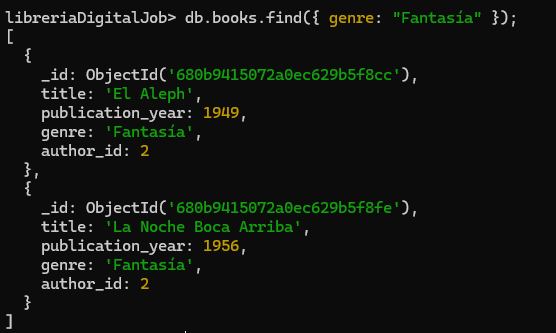 libreriaDigitalJob> db.books.find({ genre: "Fantasía" });
[
  {
    _id: ObjectId('680b9415072a0ec629b5f8cc'),
    title: 'El Aleph',
    publication_year: 1949,
    genre: 'Fantasía',
    author_id: 2
  },
  {
    _id: ObjectId('680b9415072a0ec629b5f8fe'),
    title: 'La Noche Boca Arriba',
    publication_year: 1956,
    genre: 'Fantasía',
    author_id: 2
  }
]